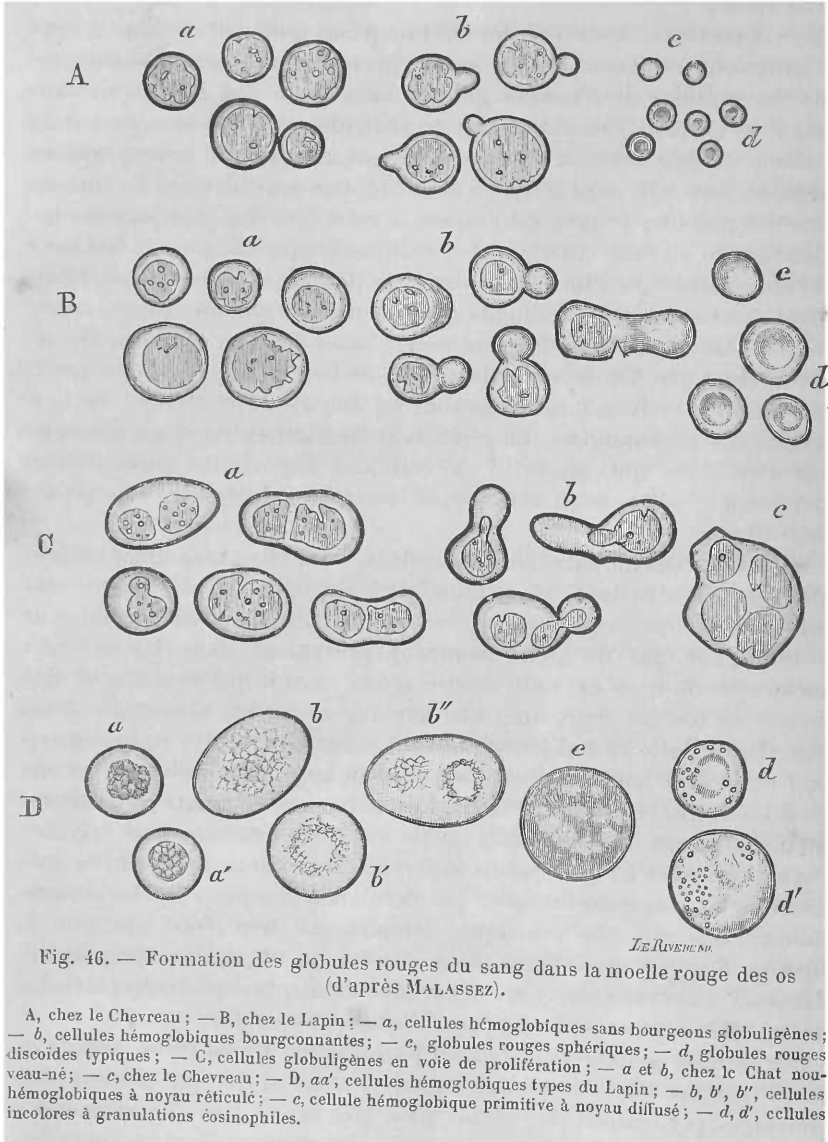 a
b
c
A
d
a
b
c
B
d
a
b
c
C
a
b
b″
c
d
D
a′
b′
d′
Fig. 46. — Formation des globules rouges du sang dans la moelle rouge des os
(d'après MALASSEZ).
A, chez le Chevreau ; — B, chez le Lapin ; — a, cellules hémoglobiques sans bourgeons globuligènes ;
— b, cellules hémoglobiques bourgeonnantes ; — c, globules rouges sphériques ; — d, globules rouges
discoïdes typiques ; — C, cellules globuligènes en voie de prolifération ; — a et b, chez le Chat nou-
veau-né ; — c, chez le Chevreau ; — D, aa′, cellules hémoglobiques types du Lapin ; — b, b′, b″, cellules
hémoglobiques à noyau réticulé ; — c, cellule hémoglobique primitive à noyau diffusé ; — d, d′, cellules
incolores à granulations éosinophiles.